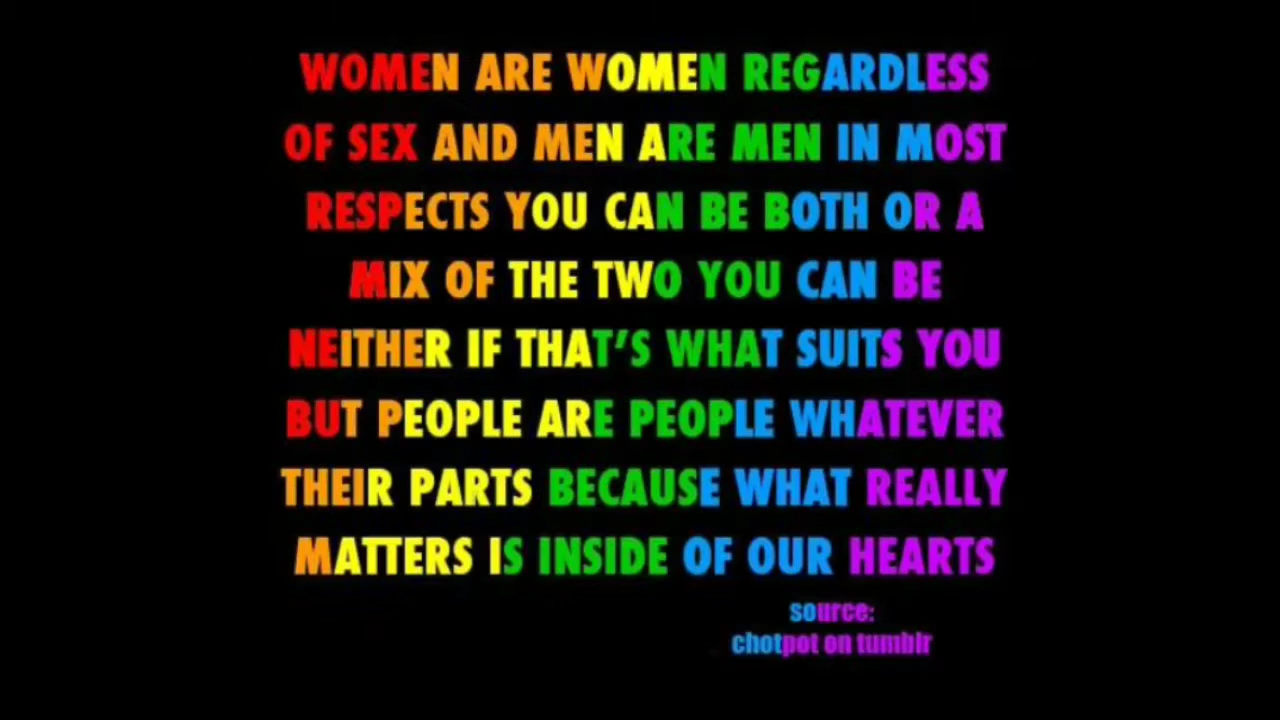 WOMEN ARE WOMEN REGARDLESS
OF SEX AND MEN ARE MEN IN MOST
RESPECTS YOU CAN BE BOTH OR A
MIX OF THE TWO YOU CAN BE
NEITHER IF THAT'S WHAT SUITS YOU
BUT PEOPLE ARE PEOPLE WHATEVER
THEIR PARTS BECAUSE WHAT REALLY
MATTERS IS INSIDE OF OUR HEARTS
source:
chotpot on tumblr